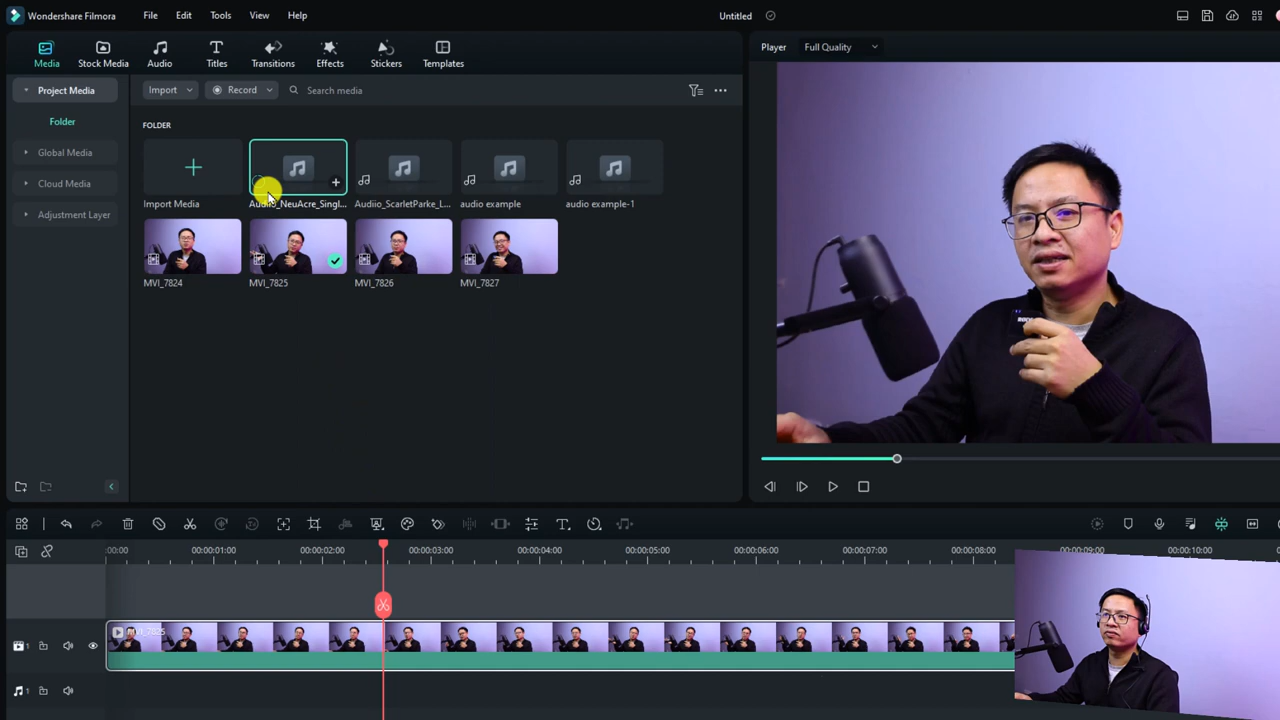 Wondershare Filmora
File
Edit
Tools
View
Help
Untitled
Media
Stock Media
Audio
Titles
Transitions
Effects
Stickers
Templates
Player
Full Quality
Project Media
Import
Record
Search media
Folder
FOLDER
Global Media
Cloud Media
Adjustment Layer
Import Media
Audiio_NeuAcre_Singl...
Audiio_ScarletParke_L...
audio example
audio example-1
MVI_7824
MVI_7825
MVI_7826
MVI_7827
:00:00
00:00:01:00
00:00:02:00
00:00:03:00
00:00:04:00
00:00:05:00
00:00:06:00
00:00:07:00
00:00:08:00
00:00:09:00
00:00:10:00
MVI_7825
1
1